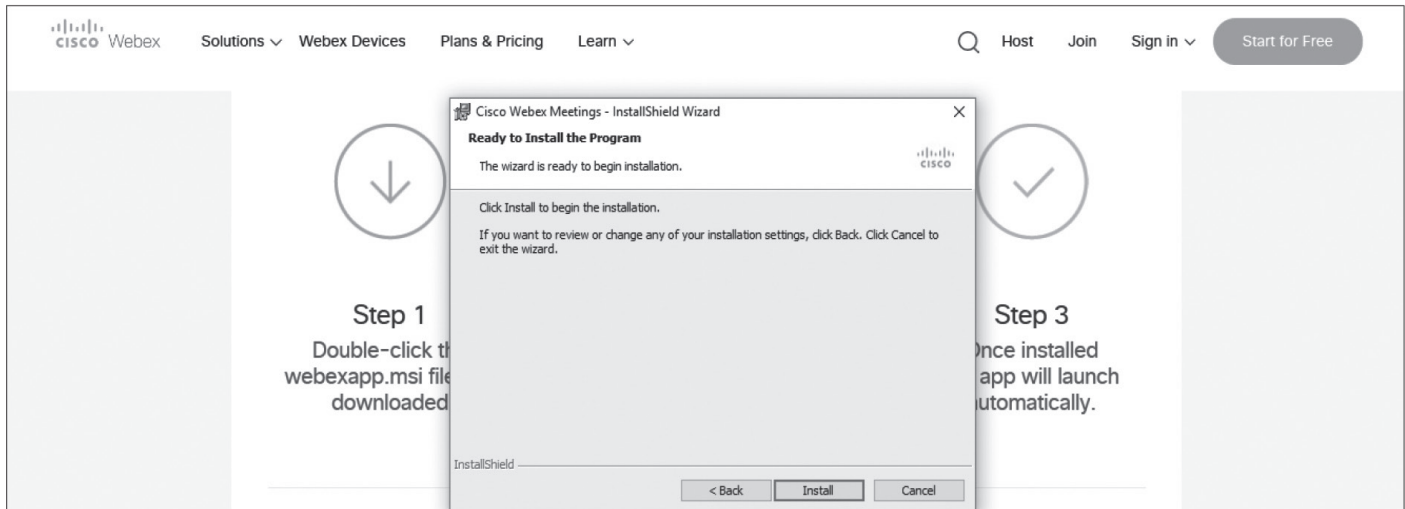 CISCO Webex Solutions Webex Devices Plans & Pricing Learn Host Join Sign in Start for Free
Cisco Webex Meetings - InstallShield Wizard
Ready to Install the Program
The wizard is ready to begin installation.
CISCO
Click Install to begin the installation.
If you want to review or change any of your installation settings, click Back. Click Cancel to
exit the wizard.
InstallShield
< Back Install Cancel
Step 1
Double-click
webexapp.msi
downloaded
Step 3
installed
app will launch